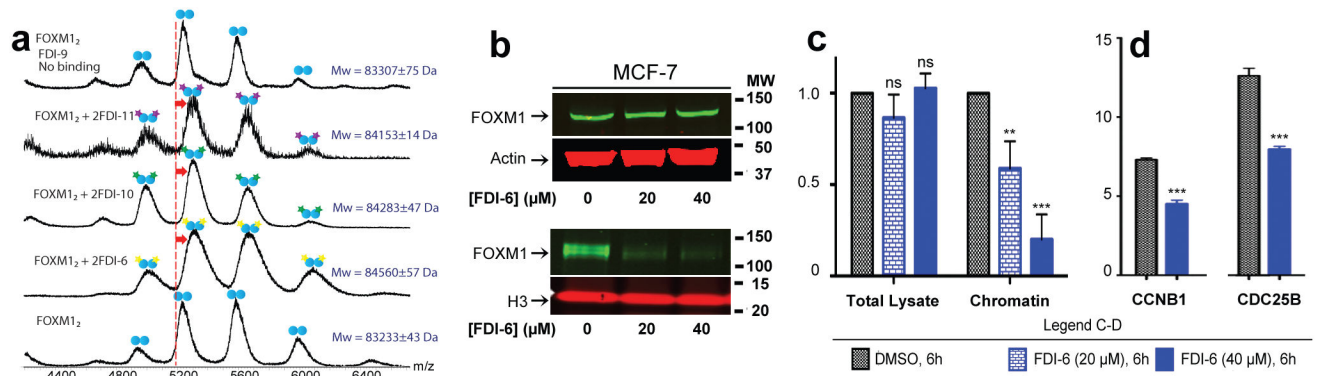 a
FOXM1₂
FDI-9
No binding
Mw = 83307±75 Da
FOXM1₂ + 2FDI-11
Mw = 84153±14 Da
FOXM1₂ + 2FDI-10
Mw = 84283±47 Da
FOXM1₂ + 2FDI-6
Mw = 84560±57 Da
FOXM1₂
Mw = 83233±43 Da
4400 4800 5200 5600 6000 6400 m/z
b
MCF-7
MW
FOXM1
150
100
Actin
50
37
[FDI-6] (µM) 0 20 40
FOXM1
150
100
H3
15
20
[FDI-6] (µM) 0 20 40
c
1.0
0.5
0
ns
ns
**
***
Total Lysate Chromatin
d
15
10
5
0
***
***
CCNB1 CDC25B
Legend C-D
DMSO, 6h FDI-6 (20 µM), 6h FDI-6 (40 µM), 6h